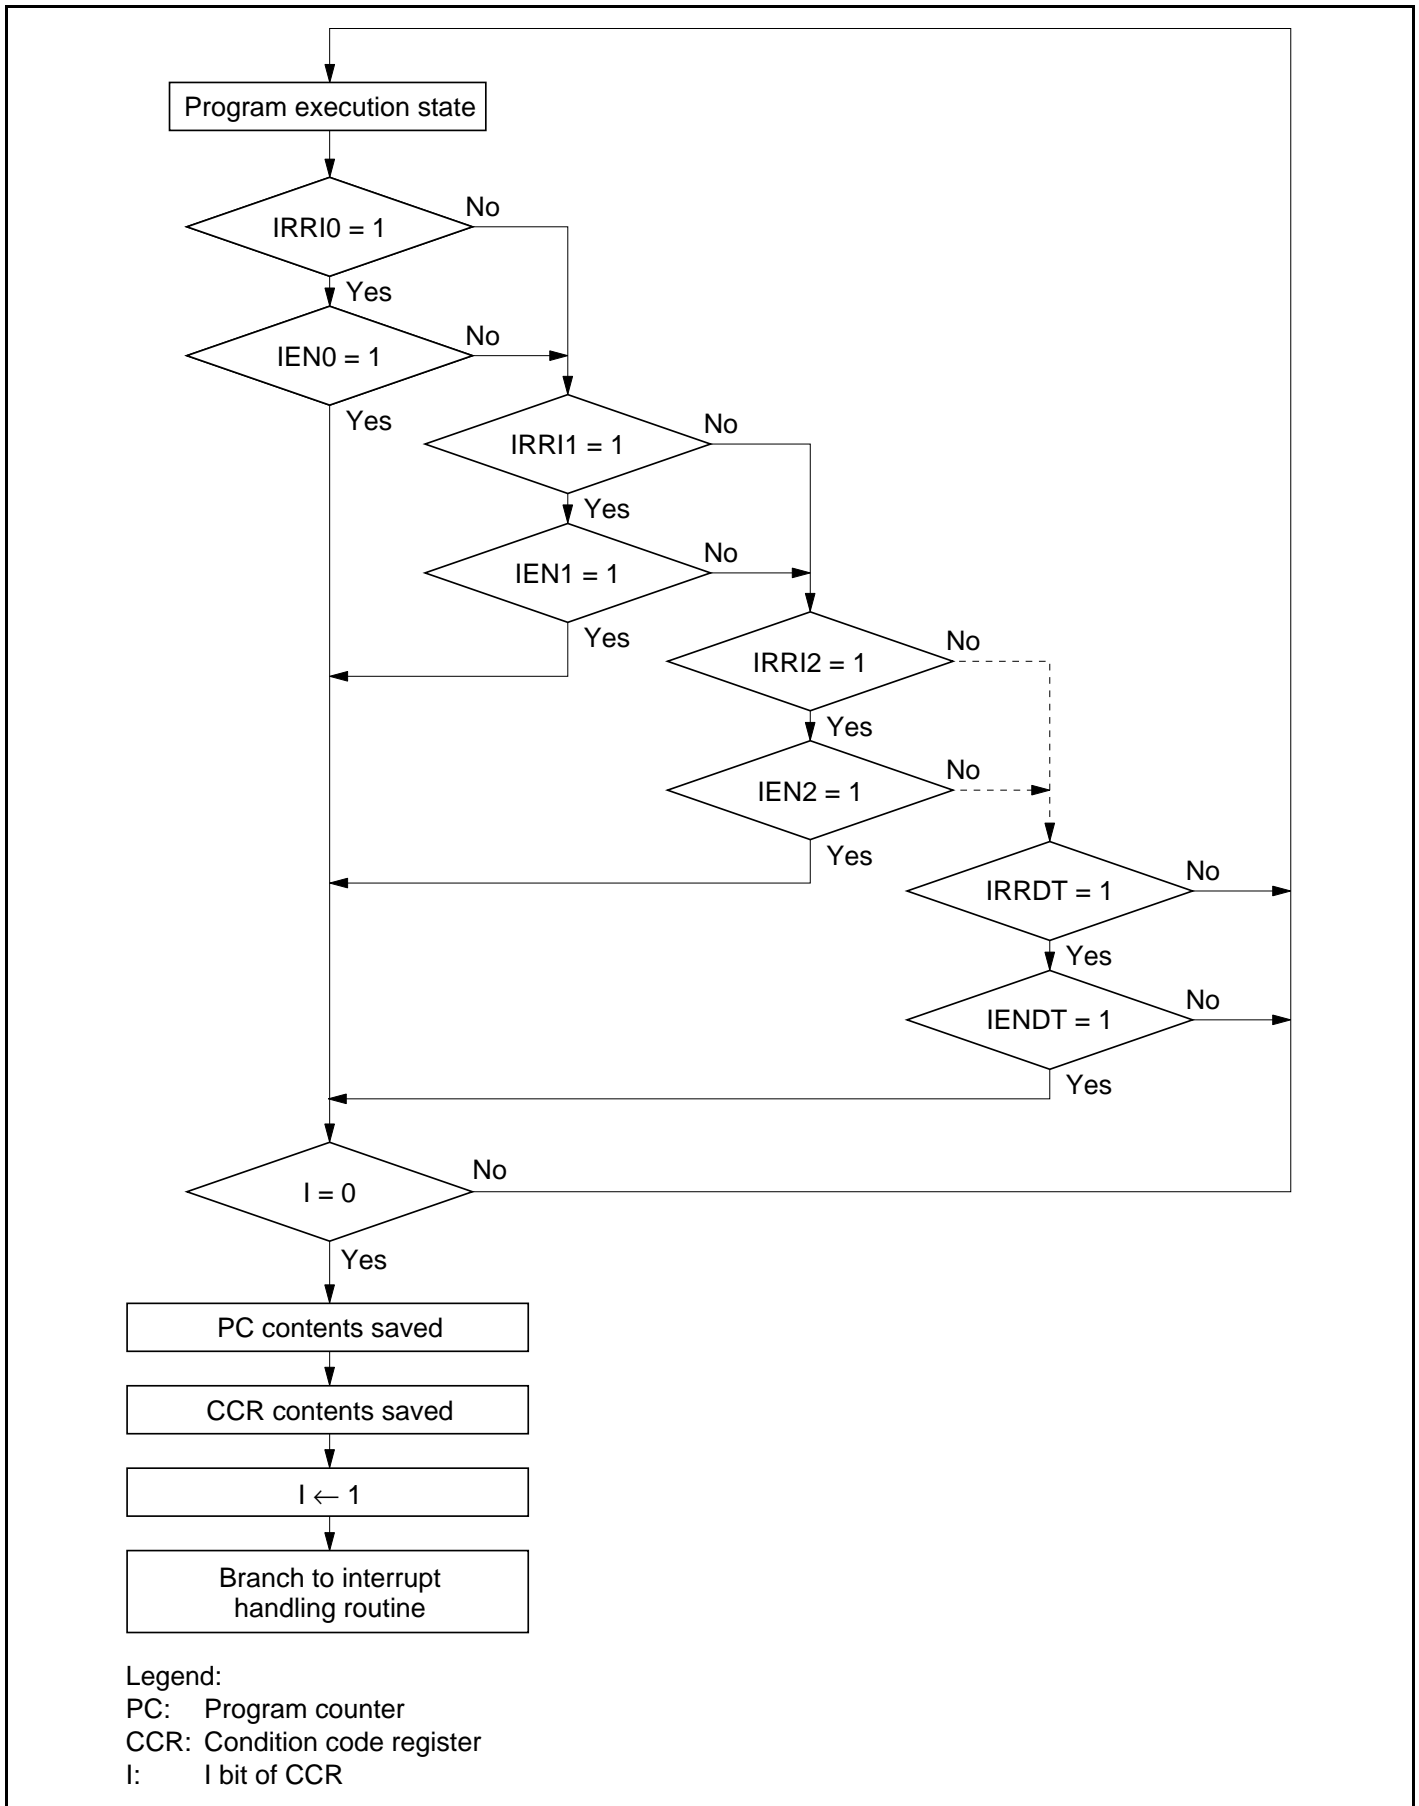 Program execution state
IRRI0 = 1
No
Yes
IEN0 = 1
No
Yes
IRRI1 = 1
No
Yes
IEN1 = 1
No
Yes
IRRI2 = 1
No
Yes
IEN2 = 1
No
Yes
IRRDT = 1
No
Yes
IENDT = 1
No
Yes
I = 0
No
Yes
PC contents saved
CCR contents saved
I ← 1
Branch to interrupt
handling routine
Legend:
PC: Program counter
CCR: Condition code register
I: I bit of CCR